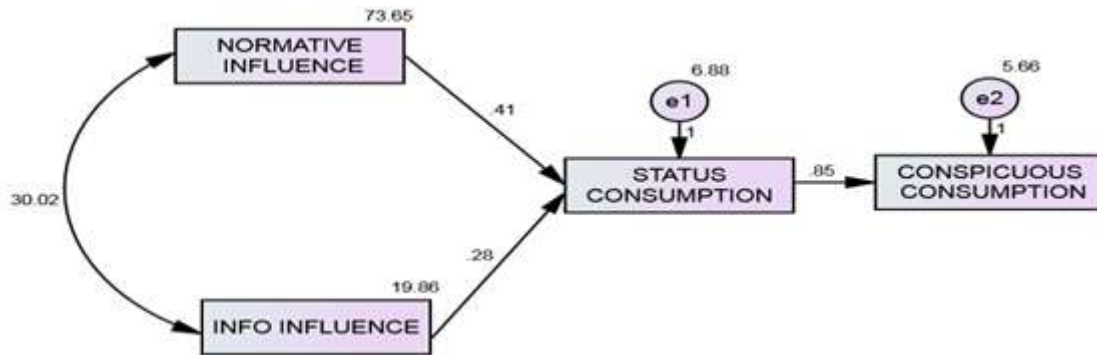 73.65
NORMATIVE
INFLUENCE
6.88
e1
1
5.66
e2
1
.41
STATUS
CONSUMPTION
.85
CONSPICUOUS
CONSUMPTION
30.02
.28
19.86
INFO INFLUENCE